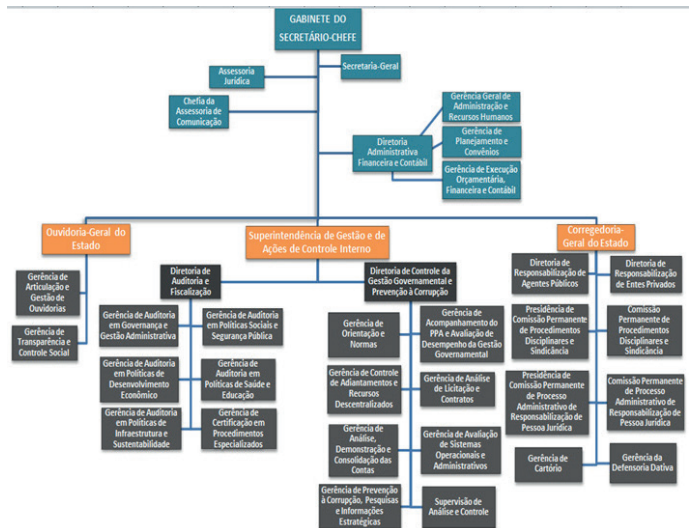 GABINETE DO
SECRETÁRIO-CHEFE
Secretaria-Geral
Assessoria
Jurídica
Chefia da
Assessoria de
Comunicação
Gerência Geral de
Administração e
Recursos Humanos
Diretoria
Administrativa
Financeira e Contábil
Gerência de
Planejamento e
Convênios
Gerência de Execução
Orçamentária,
Financeira e Contábil
Ouvidoria-Geral do
Estado
Superintendência de Gestão e de
Ações de Controle Interno
Corregedoria-
Geral do Estado
Gerência de
Articulação e
Gestão de
Ouvidorias
Gerência de
Transparência e
Controle Social
Diretoria de
Auditoria e
Fiscalização
Gerência de Auditoria
em Governança e
Gestão Administrativa
Gerência de Auditoria
em Políticas Sociais e
Segurança Pública
Gerência de Auditoria
em Políticas de
Desenvolvimento
Econômico
Gerência de
Auditoria em
Políticas de Saúde e
Educação
Gerência de Auditoria
em Políticas de
Infraestrutura e
Sustentabilidade
Gerência de
Certificação em
Procedimentos
Especializados
Diretoria de Controle da
Gestão Governamental e
Prevenção à Corrupção
Gerência de
Orientação e
Normas
Gerência de
Acompanhamento do
PPA e Avaliação de
Desempenho da Gestão
Governamental
Gerência de Controle
de Adiantamentos e
Recursos
Descentralizados
Gerência de Análise
de Licitação e
Contratos
Gerência de
Análise,
Demonstração e
Consolidação das
Contas
Gerência de Avaliação
de Sistemas
Operacionais e
Administrativos
Gerência de Prevenção
à Corrupção, Pesquisas
e Informações
Estratégicas
Supervisão de
Análise e Controle
Diretoria de
Responsabilização de
Agentes Públicos
Diretoria de
Responsabilização
de Entes Privados
Presidência de
Comissão Permanente
de Procedimentos
Disciplinares e
Sindicância
Comissão
Permanente de
Procedimentos
Disciplinares e
Sindicância
Presidência de
Comissão Permanente
de Processo
Administrativo de
Responsabilização de
Pessoa Jurídica
Comissão Permanente
de Processo
Administrativo de
Responsabilização de
Pessoa Jurídica
Gerência de
Cartório
Gerência da
Defensoria Dativa